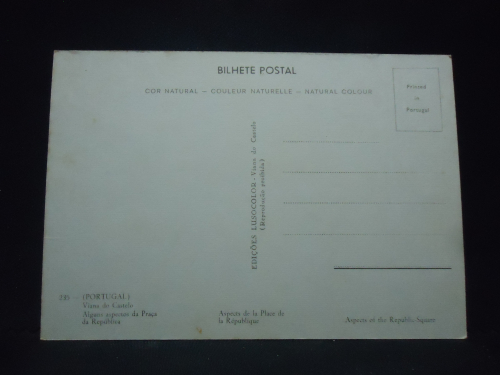 BILHETE POSTAL
COR NATURAL — COULEUR NATURELLE — NATURAL COLOUR
Printed
in
Portugal
EDIÇÕES LUSOCOLOR - Viana do Castelo
(Reprodução proibida)
(PORTUGAL)
Viana do Castelo
Alguns aspectos da Praça
da República
Aspects de la Place de
la République
Aspects of the Republic Square